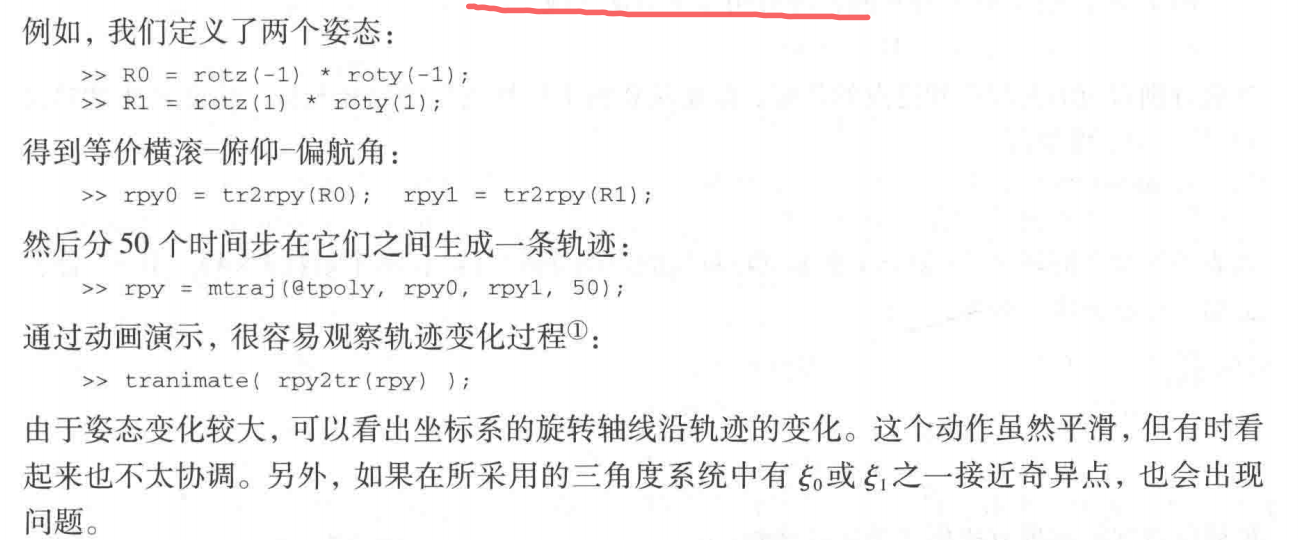 例如，我们定义了两个姿态：
>> R0 = rotz(-1) * roty(-1);
>> R1 = rotz(1) * roty(1);
得到等价横滚-俯仰-偏航角：
>> rpy0 = tr2rpy(R0);  rpy1 = tr2rpy(R1);
然后分 50 个时间步在它们之间生成一条轨迹：
>> rpy = mtraj(@tpoly, rpy0, rpy1, 50);
通过动画演示，很容易观察轨迹变化过程①：
>> tranimate( rpy2tr(rpy) );
由于姿态变化较大，可以看出坐标系的旋转轴线沿轨迹的变化。这个动作虽然平滑，但有时看
起来也不太协调。另外，如果在所采用的三角度系统中有 ξ₀或 ξ₁之一接近奇异点，也会出现
问题。